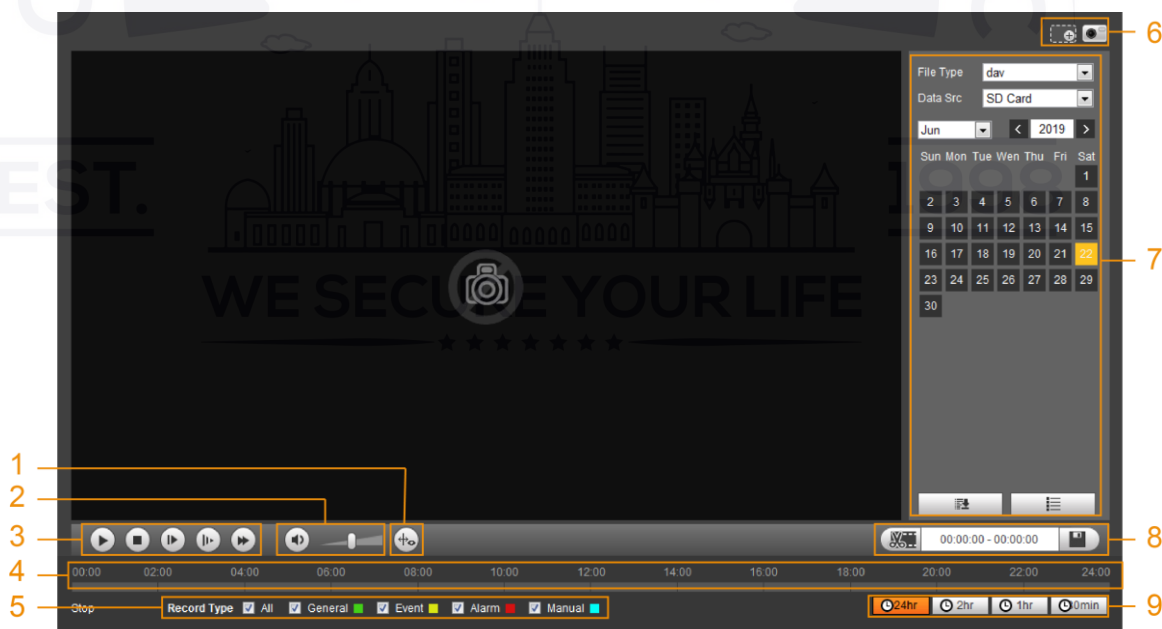 6
File Type dav
Data Src SD Card
Jun 2019
Sun Mon Tue Wen Thu Fri Sat
1
2 3 4 5 6 7 8
9 10 11 12 13 14 15
16 17 18 19 20 21 22
23 24 25 26 27 28 29
30
7
EST.
1998
WE SECURE YOUR LIFE
1
2
3
00:00:00 - 00:00:00
8
4
00:00 02:00 04:00 06:00 08:00 10:00 12:00 14:00 16:00 18:00 20:00 22:00 24:00
5
Stop Record Type All General Event Alarm Manual
24hr 2hr 1hr 30min
9